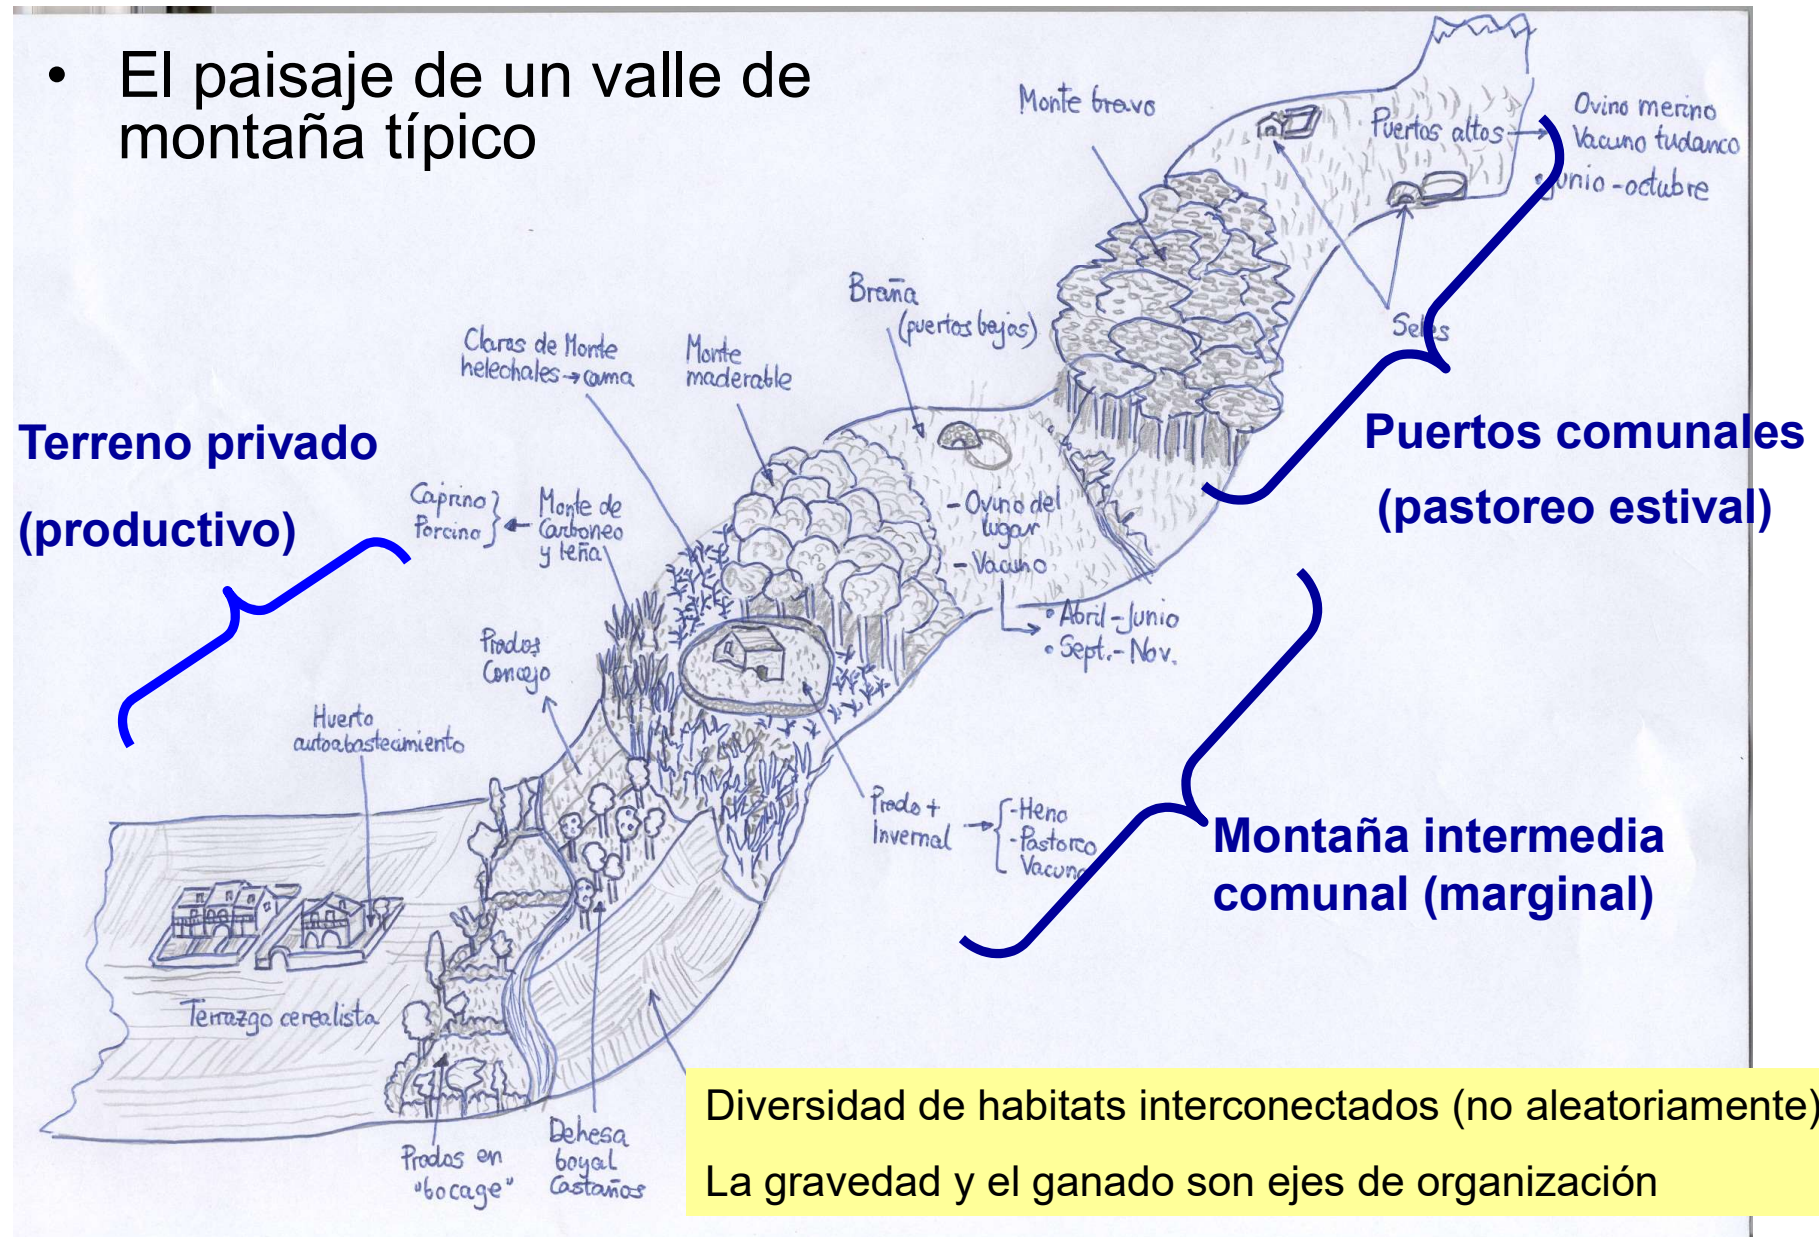 • El paisaje de un valle de
montaña típico
Monte bravo
Puertos altos
Ovino merino
Vacuno tudanco
• Junio-octubre
Seles
Braña
(puertos bajos)
Claros de Monte
helechales → cama
Monte
maderable
Terreno privado
(productivo)
Puertos comunales
(pastoreo estival)
Caprino
Porcino
Monte de
Carboneo
y leña
- Ovino del
lugar
- Vacuno
• Abril-Junio
• Sept.- Nov.
Prados
Concejo
Huerto
autoabastecimiento
Prado +
Invernal
- Heno
- Pastoreo
Vacuno
Montaña intermedia
comunal (marginal)
Terrazgo cerealista
Prados en
"bocage"
Dehesa
boyal
Castaños
Diversidad de habitats interconectados (no aleatoriamente)
La gravedad y el ganado son ejes de organización